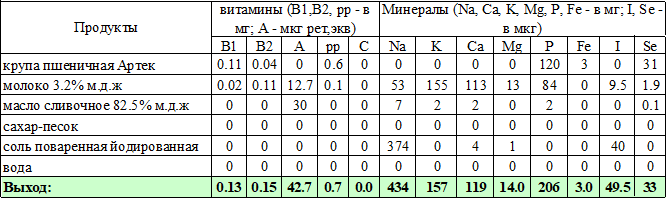 Продукты
витамины (В1,В2, рр - в мг; А - мкг рет,экв)
Минералы (Na, Ca, K, Mg, P, Fe - в мг; I, Se - в мкг)
В1 В2 А рр С Na K Ca Mg P Fe I Se
крупа пшеничная Артек 0.11 0.04 0 0.6 0 0 0 0 0 120 3 0 31
молоко 3.2% м.д.ж 0.02 0.11 12.7 0.1 0 53 155 113 13 84 0 9.5 1.9
масло сливочное 82.5% м.д.ж 0 0 30 0 0 7 2 2 0 2 0 0 0.1
сахар-песок 0 0 0 0 0 0 0 0 0 0 0 0 0
соль поваренная йодированная 0 0 0 0 0 374 0 4 1 0 0 40 0
вода 0 0 0 0 0 0 0 0 0 0 0 0 0
Выход: 0.13 0.15 42.7 0.7 0.0 434 157 119 14.0 206 3.0 49.5 33